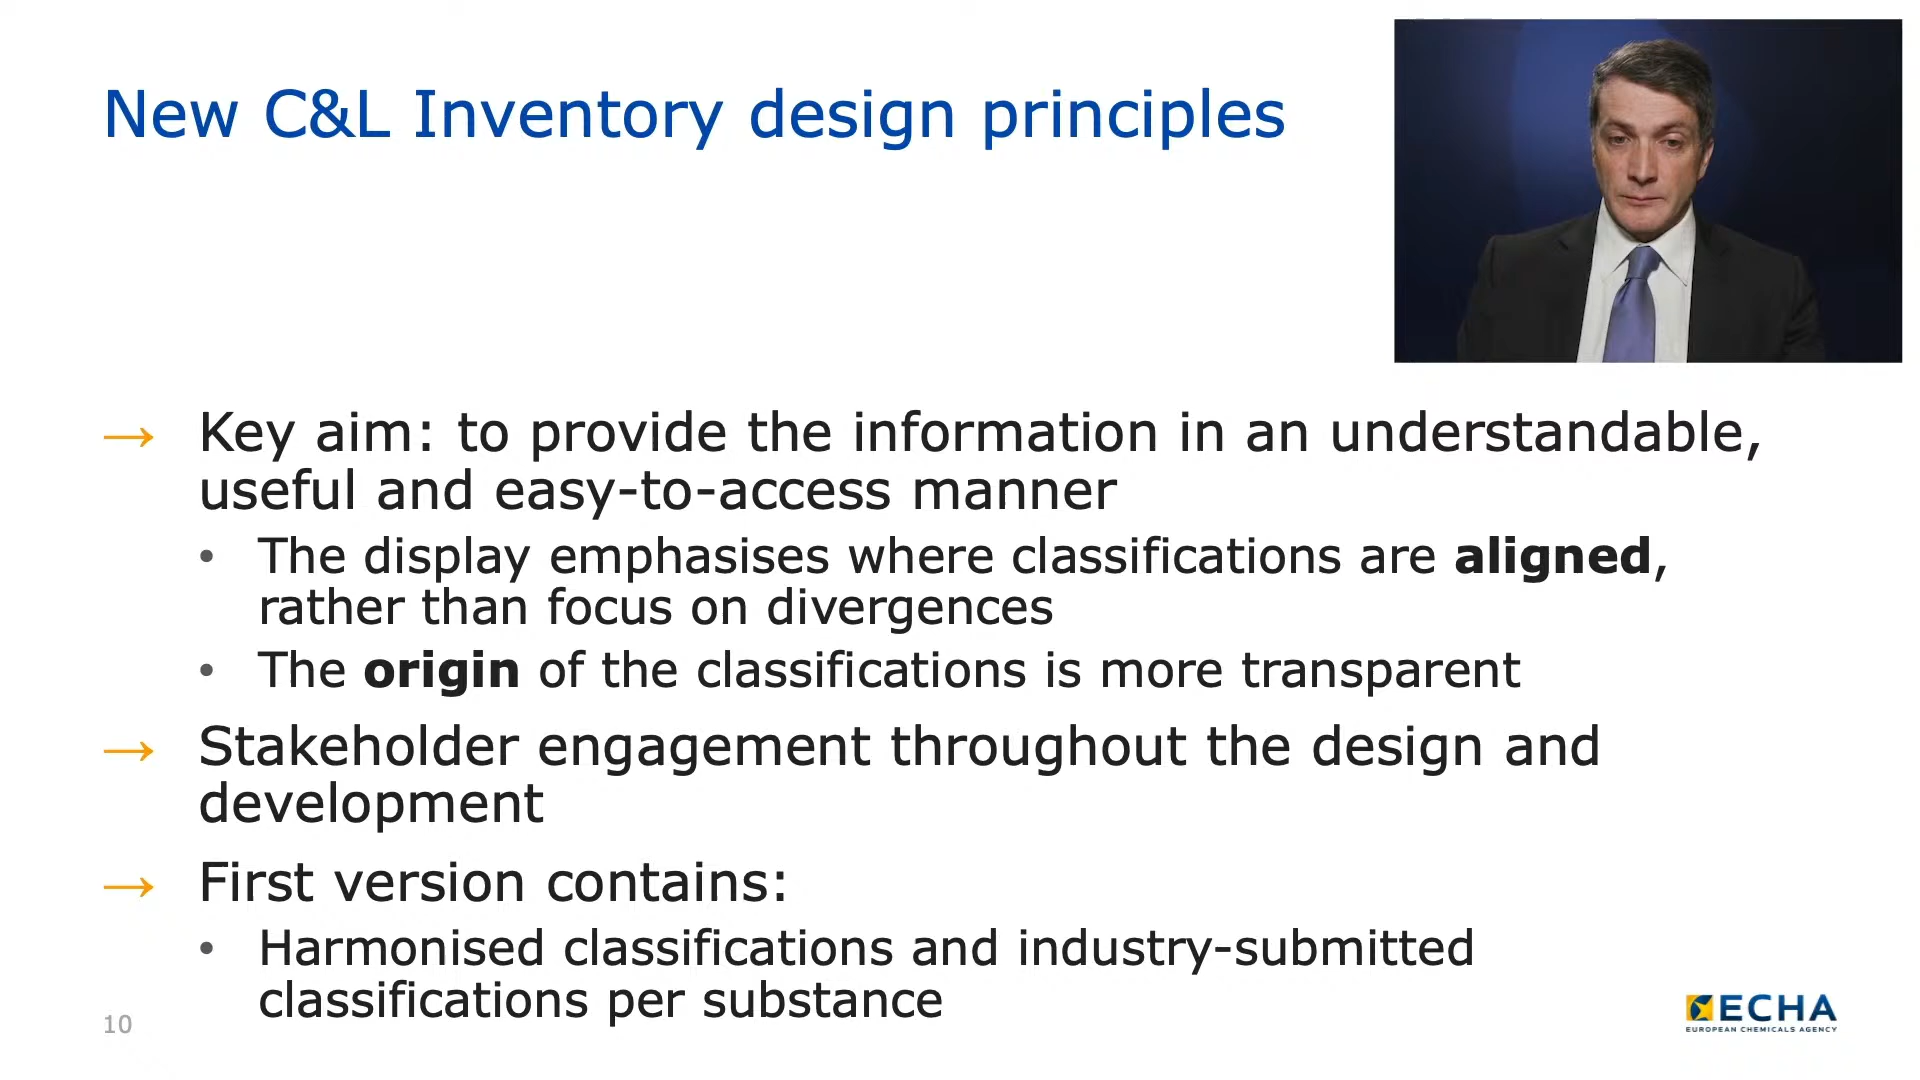 New C&L Inventory design principles
→ Key aim: to provide the information in an understandable,
useful and easy-to-access manner
• The display emphasises where classifications are aligned,
rather than focus on divergences
• The origin of the classifications is more transparent
→ Stakeholder engagement throughout the design and
development
→ First version contains:
• Harmonised classifications and industry-submitted
classifications per substance
10
ECHA
EUROPEAN CHEMICALS AGENCY